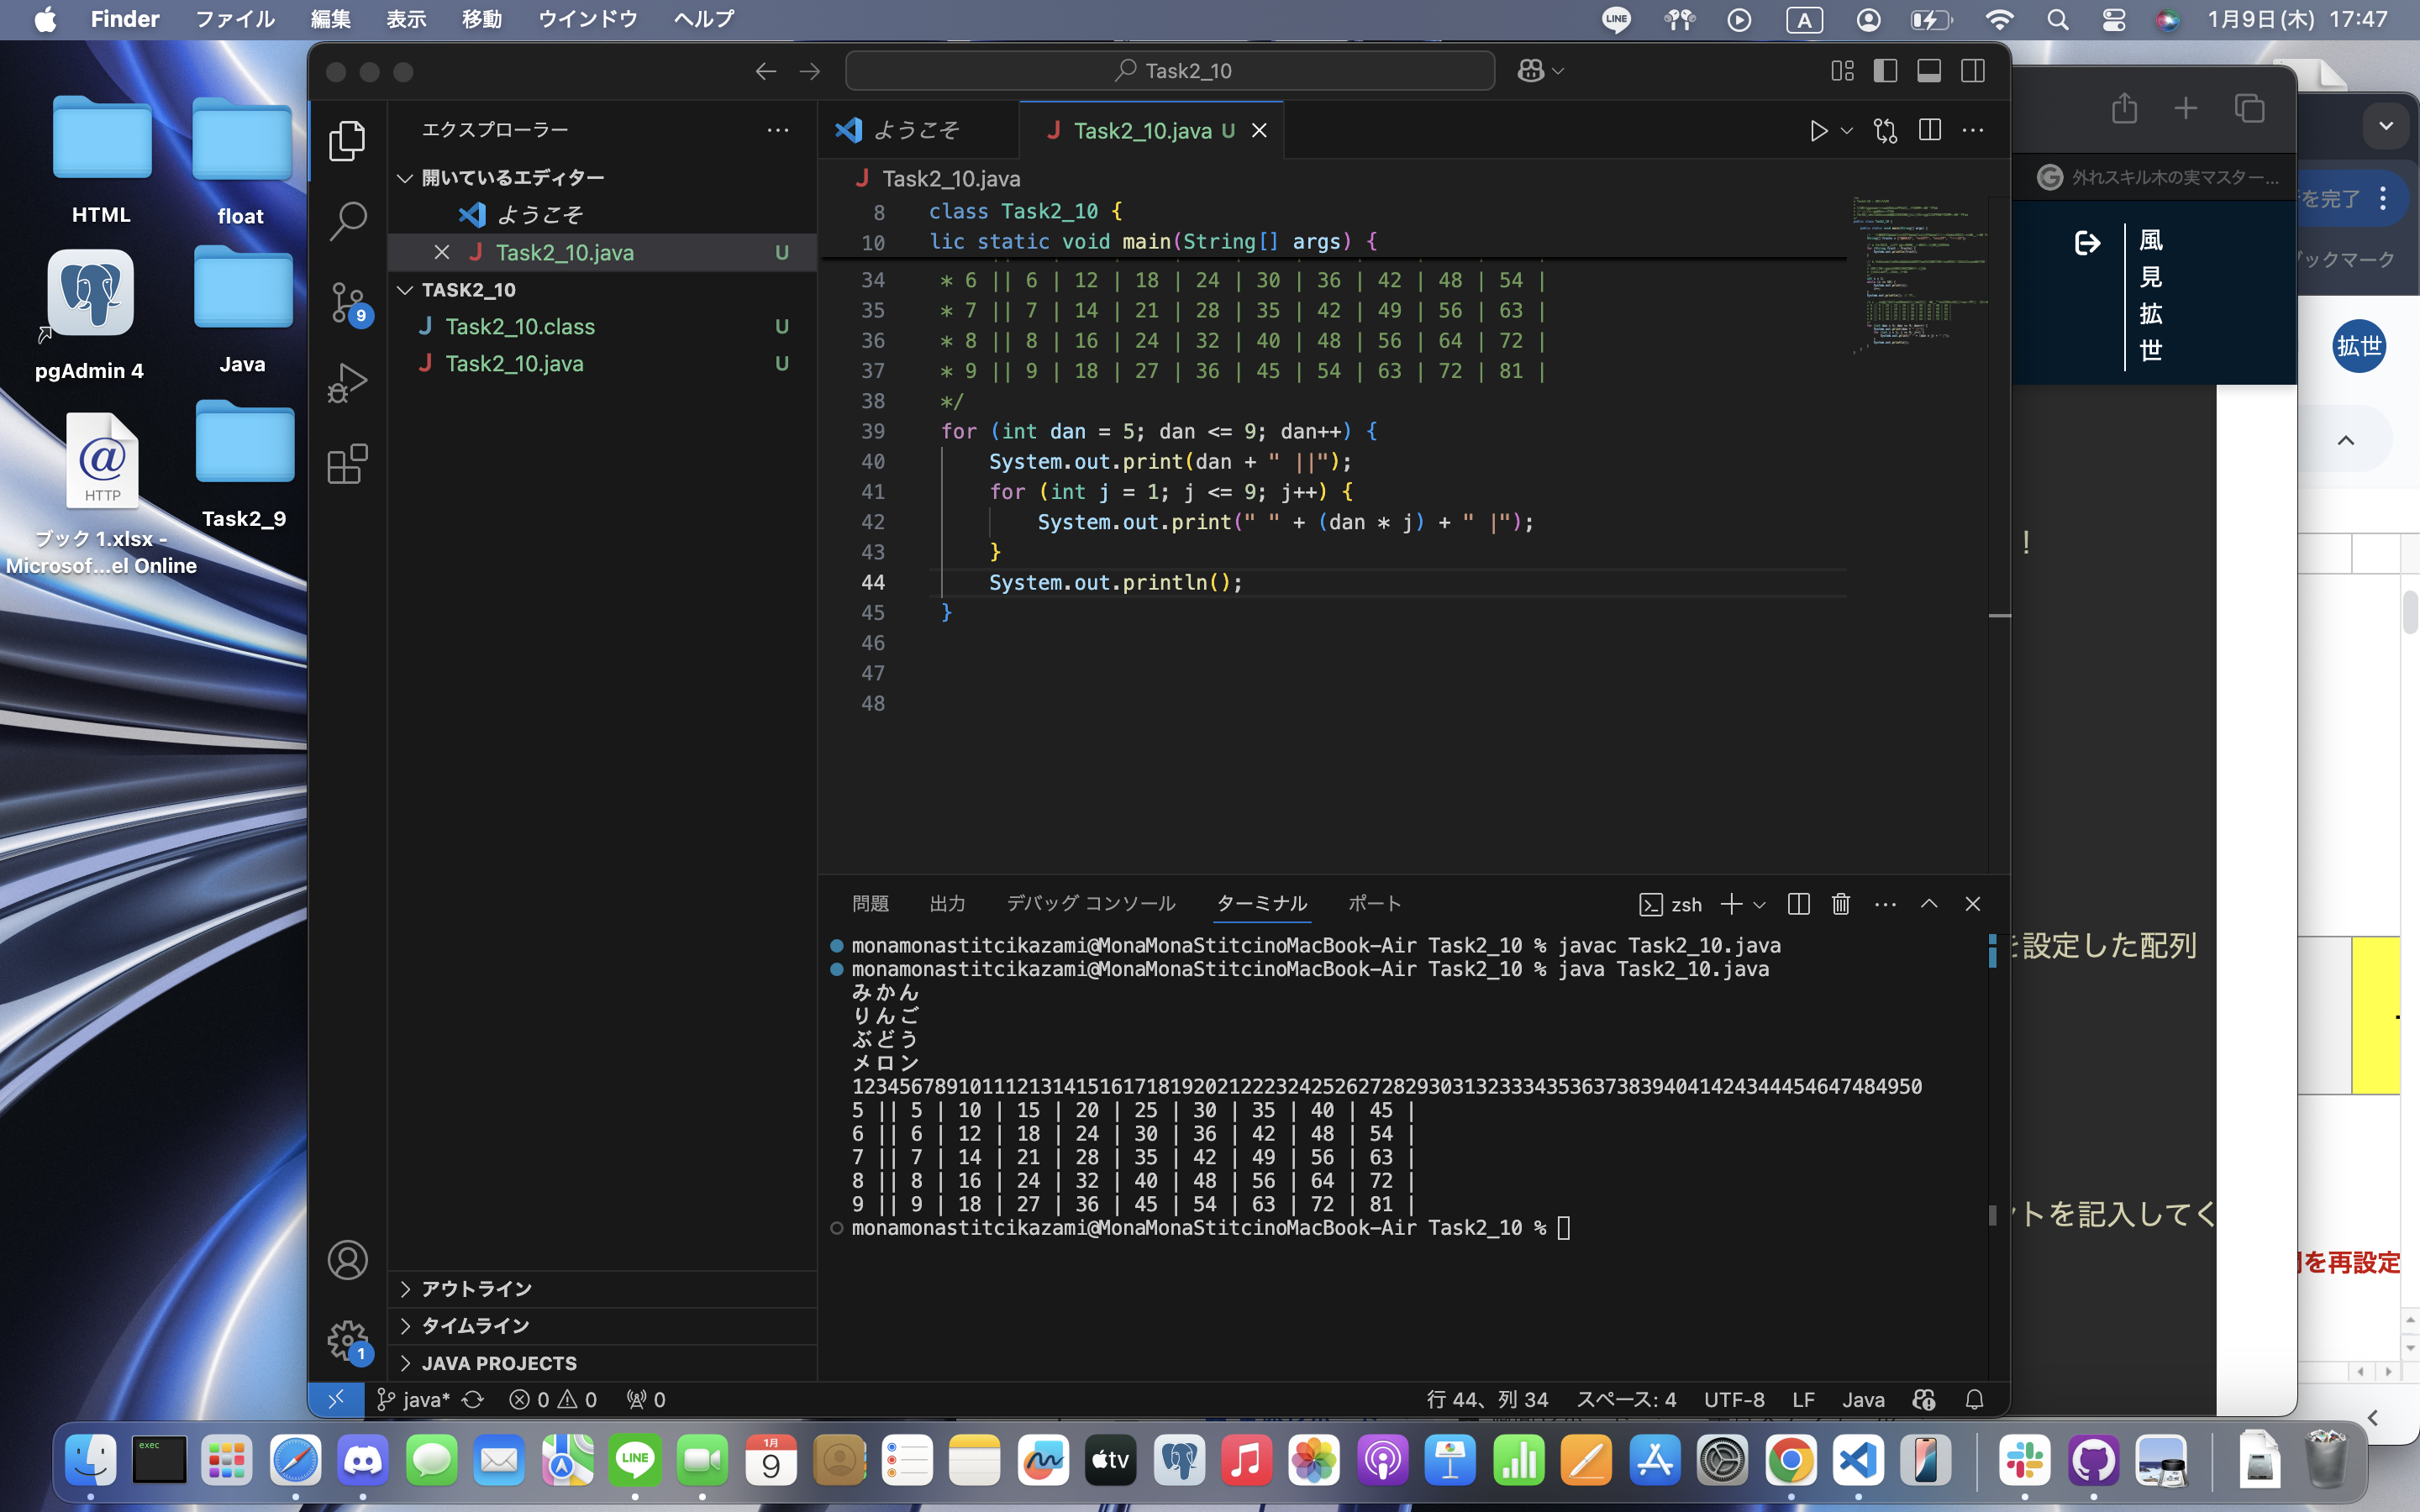 Finder ファイル 編集 表示 移動 ウインドウ ヘルプ
LINE
A
1月9日(木) 17:47
HTML
float
pgAdmin 4
Java
HTTP
ブック 1.xlsx -
Microsof...el Online
Task2_9
Task2_10
エクスプローラー
開いているエディター
ようこそ
Task2_10.java U
TASK2_10
Task2_10.class U
Task2_10.java U
9
1
アウトライン
タイムライン
JAVA PROJECTS
ようこそ
Task2_10.java U
Task2_10.java
8 class Task2_10 {
10 lic static void main(String[] args) {
34 * 6 || 6 | 12 | 18 | 24 | 30 | 36 | 42 | 48 | 54 |
35 * 7 || 7 | 14 | 21 | 28 | 35 | 42 | 49 | 56 | 63 |
36 * 8 || 8 | 16 | 24 | 32 | 40 | 48 | 56 | 64 | 72 |
37 * 9 || 9 | 18 | 27 | 36 | 45 | 54 | 63 | 72 | 81 |
38 */
39 for (int dan = 5; dan <= 9; dan++) {
40 System.out.print(dan + " ||");
41 for (int j = 1; j <= 9; j++) {
42 System.out.print(" " + (dan * j) + " |");
43 }
44 System.out.println();
45 }
46
47
48
問題 出力 デバッグ コンソール ターミナル ポート
zsh
monamonastitcikazami@MonaMonaStitcinoMacBook-Air Task2_10 % javac Task2_10.java
monamonastitcikazami@MonaMonaStitcinoMacBook-Air Task2_10 % java Task2_10.java
みかん
りんご
ぶどう
メロン
1234567891011121314151617181920212223242526272829303132333435363738394041424344454647484950
5 || 5 | 10 | 15 | 20 | 25 | 30 | 35 | 40 | 45 |
6 || 6 | 12 | 18 | 24 | 30 | 36 | 42 | 48 | 54 |
7 || 7 | 14 | 21 | 28 | 35 | 42 | 49 | 56 | 63 |
8 || 8 | 16 | 24 | 32 | 40 | 48 | 56 | 64 | 72 |
9 || 9 | 18 | 27 | 36 | 45 | 54 | 63 | 72 | 81 |
monamonastitcikazami@MonaMonaStitcinoMacBook-Air Task2_10 %
java* 0 0 0
行 44、列 34 スペース: 4 UTF-8 LF Java
外れスキル木の実マスター...
風見拡世
を完了
ックマーク
拡世
!
を設定した配列
ントを記入してく
を再設定
exec
LINE
1月
9
tv